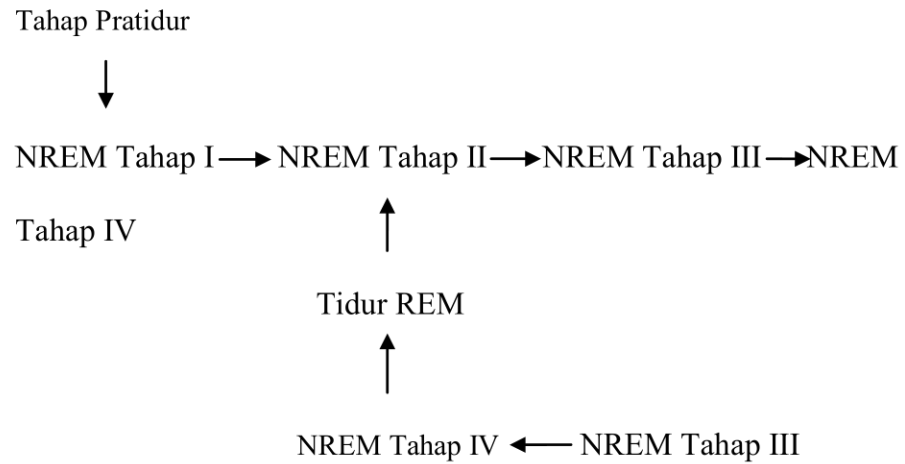 Tahap Pratidur
NREM Tahap I NREM Tahap II NREM Tahap III NREM
Tahap IV
Tidur REM
NREM Tahap IV NREM Tahap III